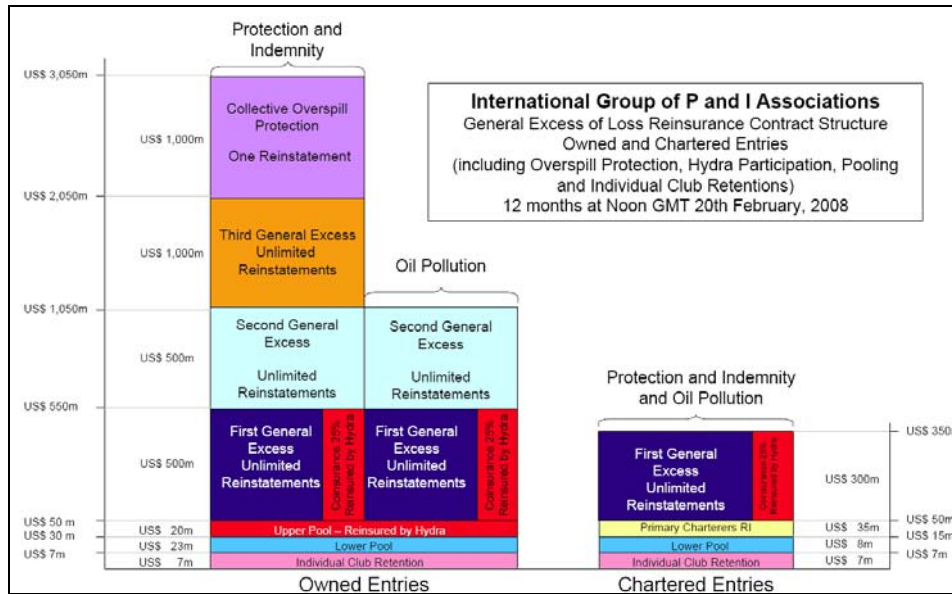 Protection and
Indemnity
US$ 3,050m
Collective Overspill
Protection
One Reinstatement
US$ 1,000m
International Group of P and I Associations
General Excess of Loss Reinsurance Contract Structure
Owned and Chartered Entries
(including Overspill Protection, Hydra Participation, Pooling
and Individual Club Retentions)
12 months at Noon GMT 20th February, 2008
US$ 2,050m
Third General Excess
Unlimited
Reinstatements
US$ 1,000m
Oil Pollution
US$ 1,050m
Second General
Excess
Unlimited
Reinstatements
Second General
Excess
Unlimited
Reinstatements
US$ 500m
US$ 550m
First General
Excess
Unlimited
Reinstatements
Coinsurance 25%
Reinsured by Hydra
First General
Excess
Unlimited
Reinstatements
Coinsurance 25%
Reinsured by Hydra
US$ 500m
US$ 50 m
US$ 20m
Upper Pool – Reinsured by Hydra
US$ 30 m
US$ 23m
Lower Pool
US$ 7m
US$ 7m
Individual Club Retention
Owned Entries
Protection and Indemnity
and Oil Pollution
US$ 350m
First General
Excess
Unlimited
Reinstatements
Coinsurance 25%
Reinsured by Hydra
US$ 300m
US$ 50m
Primary Charterers RI
US$ 35m
US$ 15m
Lower Pool
US$ 8m
US$ 7m
Individual Club Retention
US$ 7m
Chartered Entries